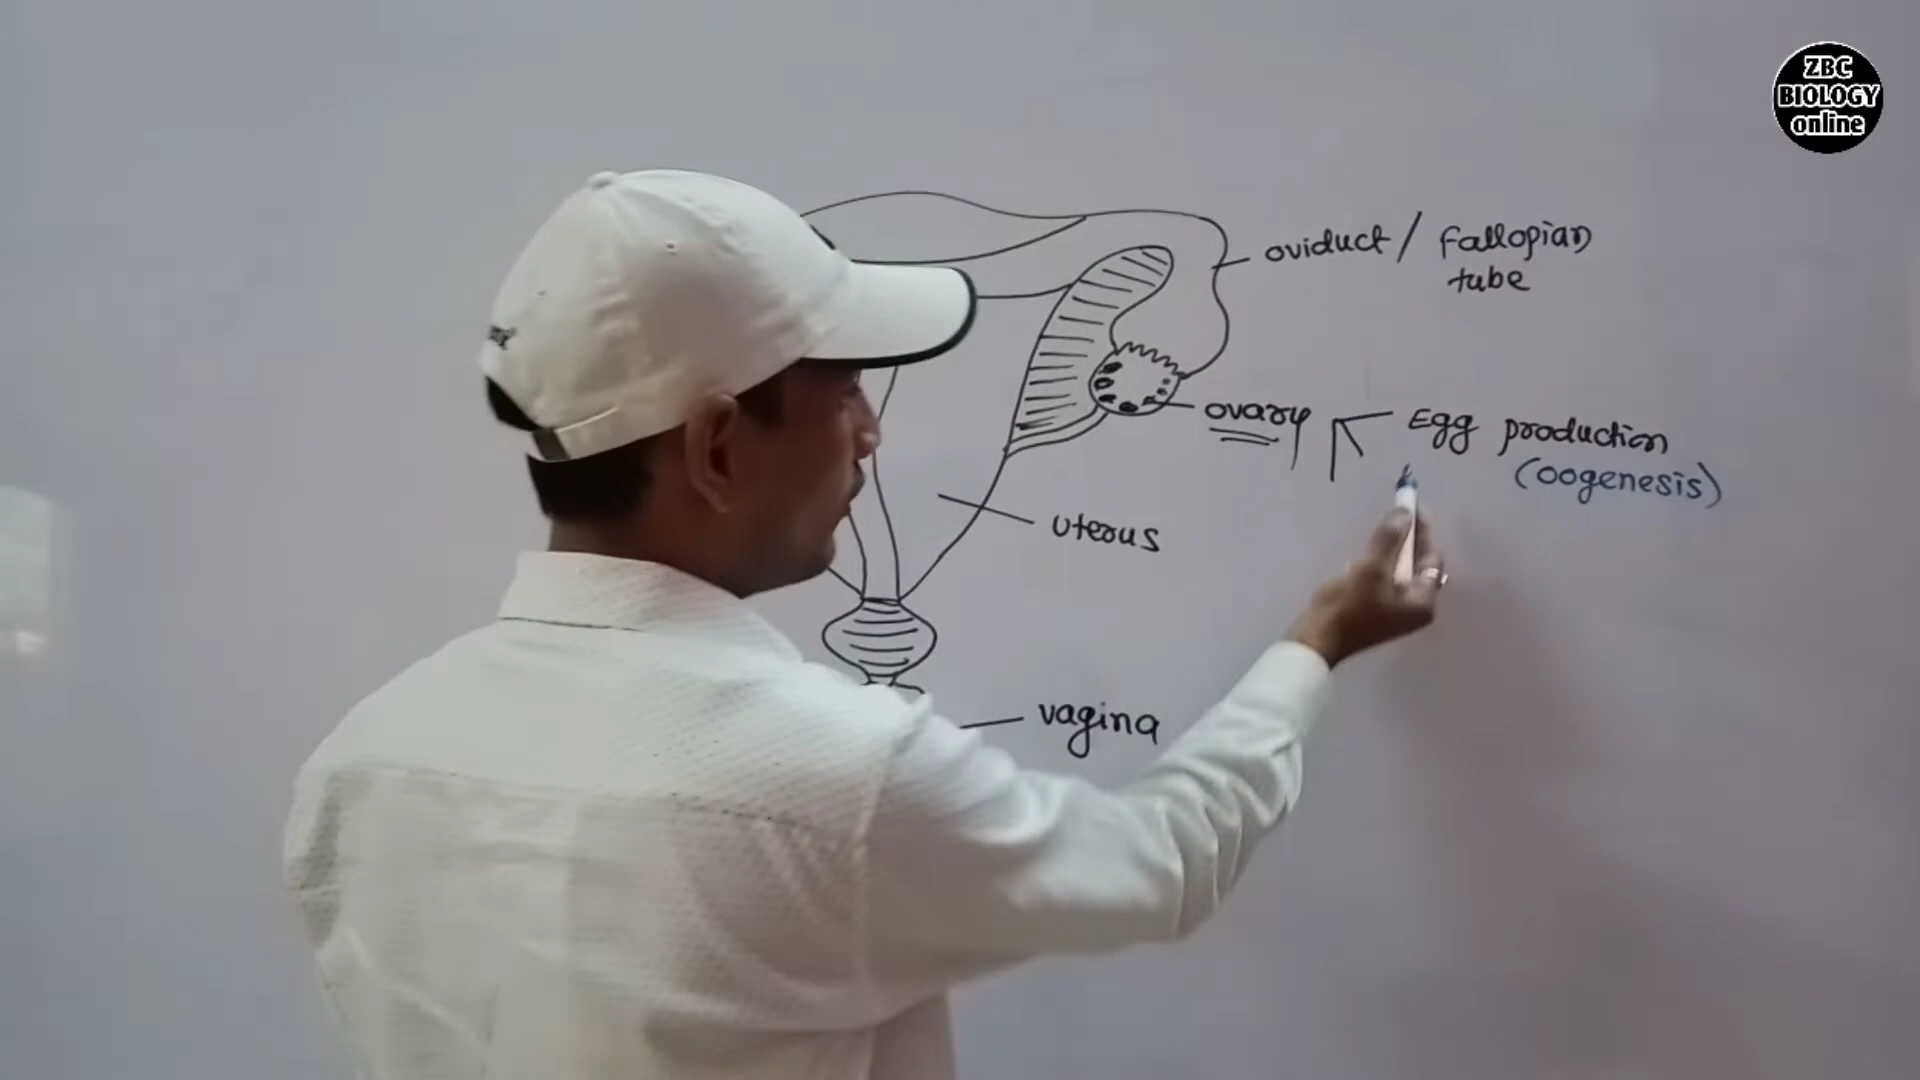 ZBC
BIOLOGY
online
oviduct / Fallopian
tube
ovary
Egg production
(oogenesis)
uterus
vagina